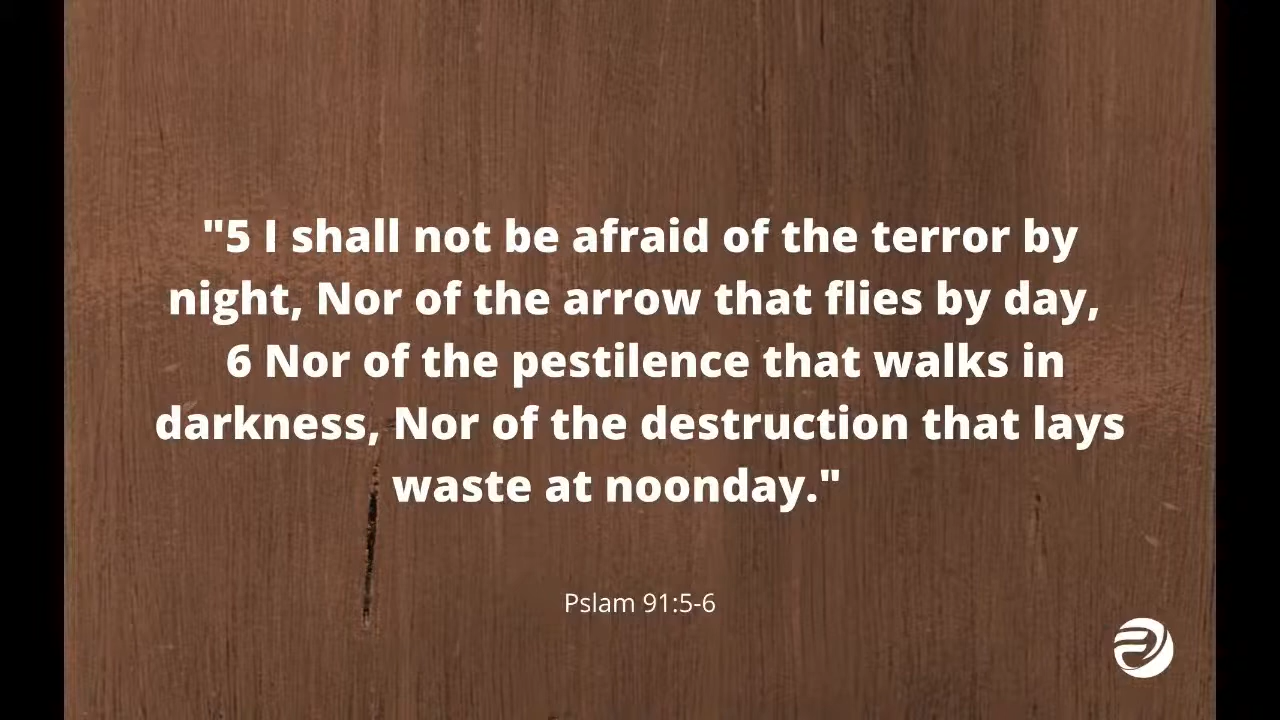 "5 I shall not be afraid of the terror by
night, Nor of the arrow that flies by day,
6 Nor of the pestilence that walks in
darkness, Nor of the destruction that lays
waste at noonday."
Pslam 91:5-6